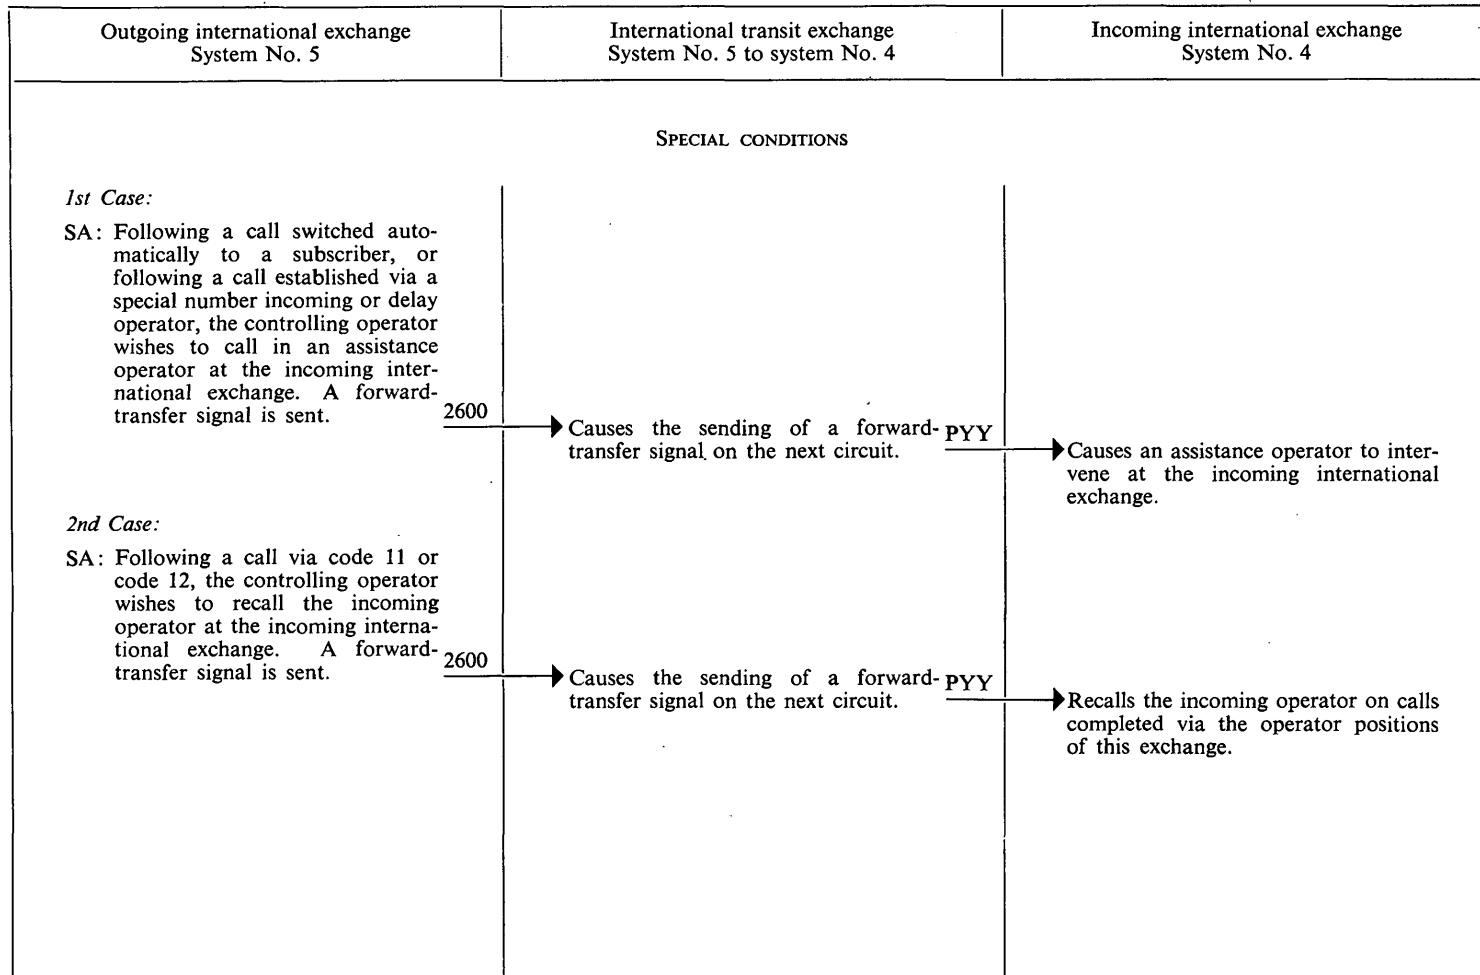 Outgoing international exchange
System No. 5
International transit exchange
System No. 5 to system No. 4
Incoming international exchange
System No. 4
SPECIAL CONDITIONS
1st Case:
SA: Following a call switched auto-
matically to a subscriber, or
following a call established via a
special number incoming or delay
operator, the controlling operator
wishes to call in an assistance
operator at the incoming inter-
national exchange. A forward-
transfer signal is sent.
2600
Causes the sending of a forward-
transfer signal on the next circuit.
PYY
Causes an assistance operator to inter-
vene at the incoming international
exchange.
2nd Case:
SA: Following a call via code 11 or
code 12, the controlling operator
wishes to recall the incoming
operator at the incoming interna-
tional exchange. A forward-
transfer signal is sent.
2600
Causes the sending of a forward-
transfer signal on the next circuit.
PYY
Recalls the incoming operator on calls
completed via the operator positions
of this exchange.